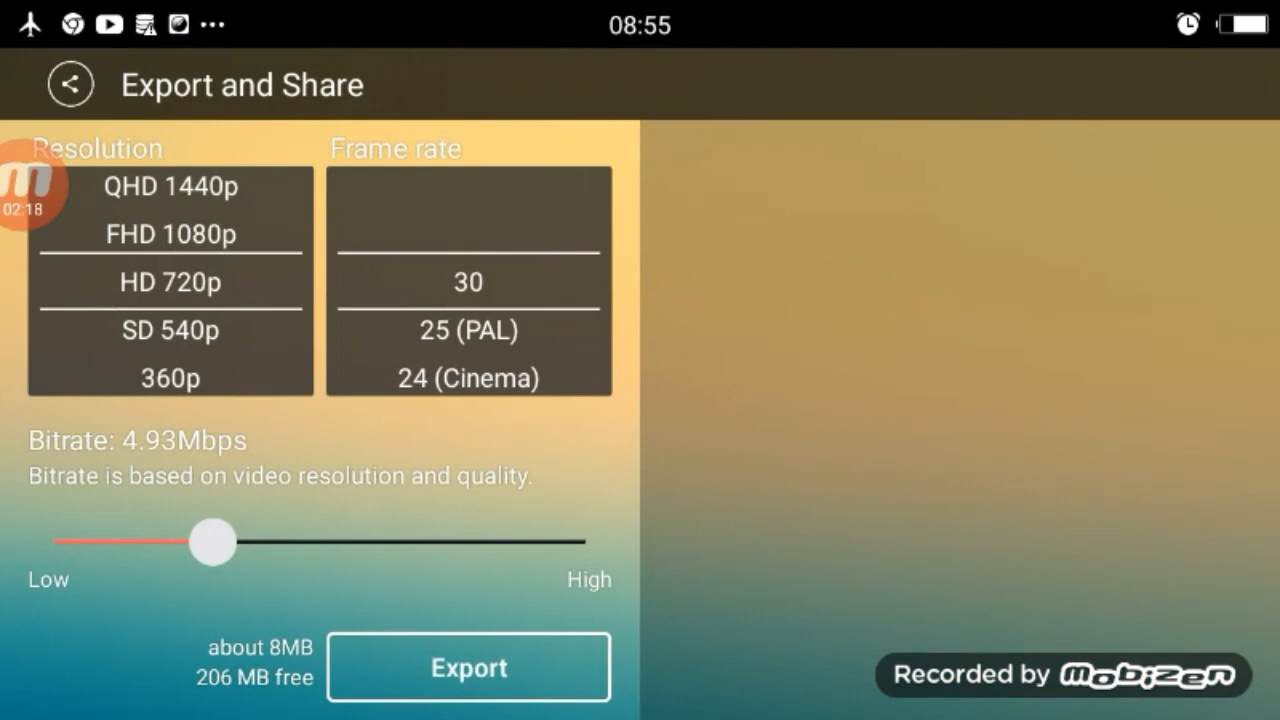 08:55
Export and Share
Resolution
Frame rate
02:18
QHD 1440p
FHD 1080p
HD 720p
SD 540p
360p
30
25 (PAL)
24 (Cinema)
Bitrate: 4.93Mbps
Bitrate is based on video resolution and quality.
Low
High
about 8MB
206 MB free
Export
Recorded by mobizen